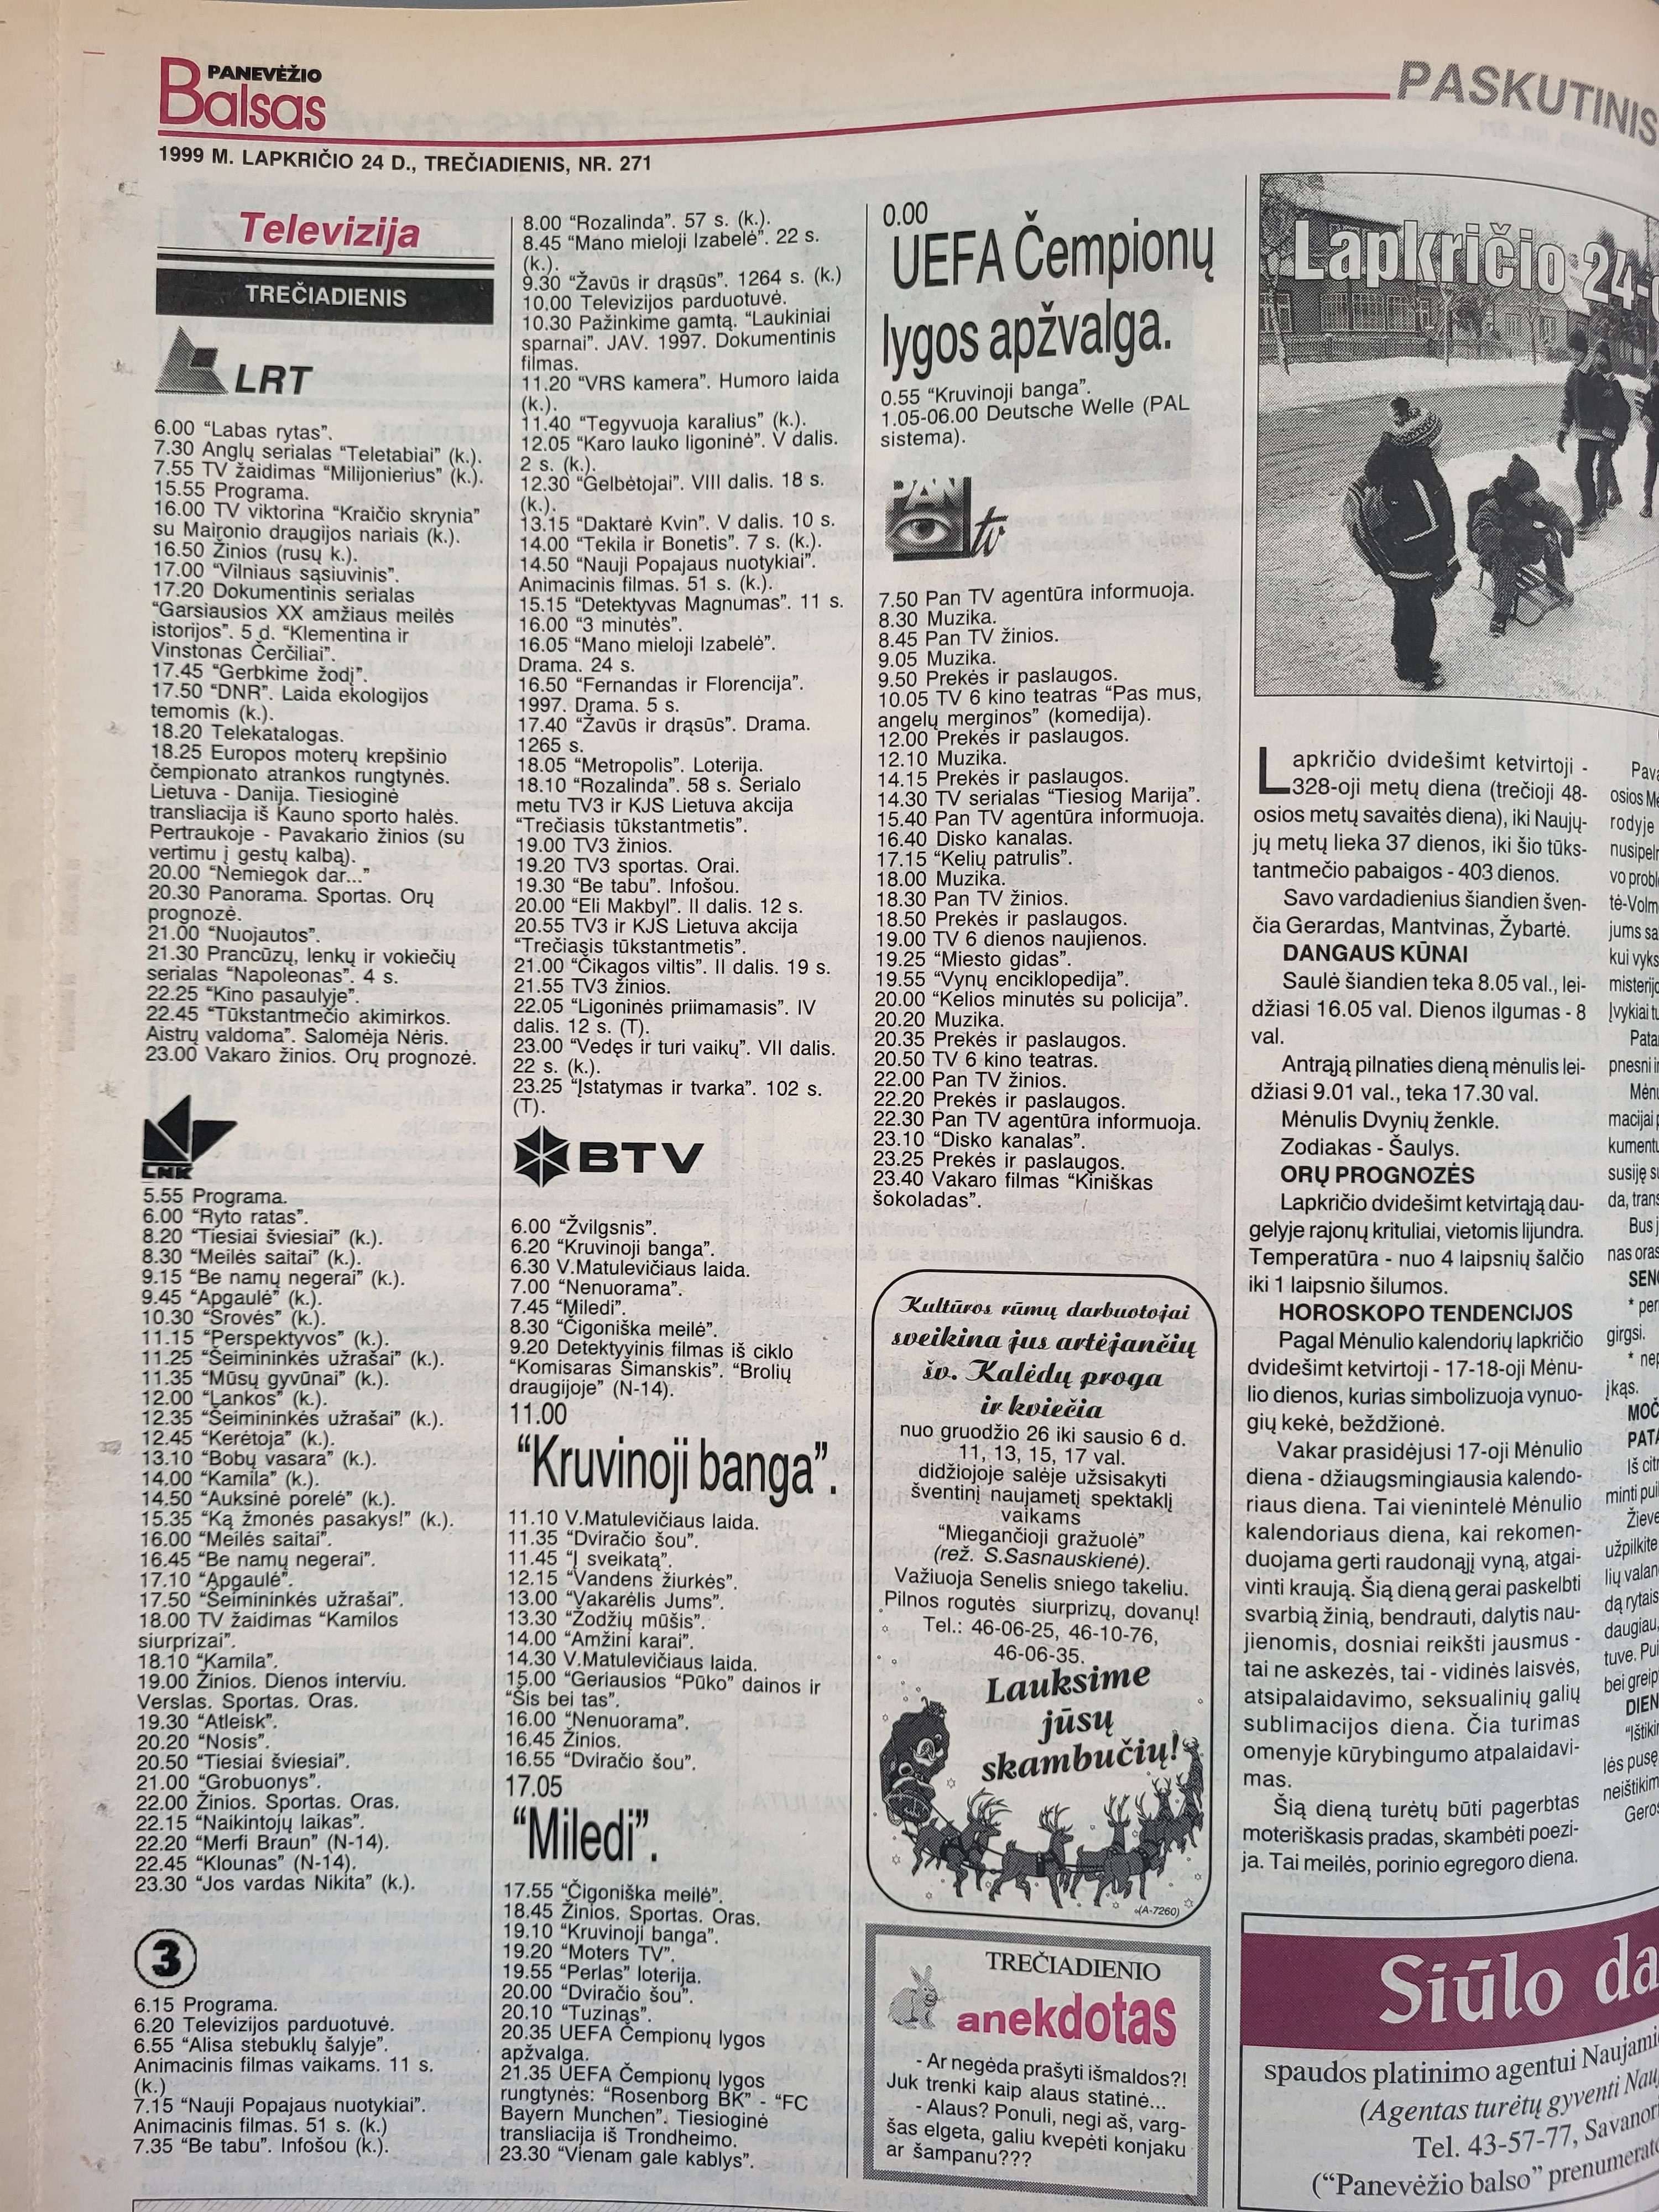 PANEVĖŽIO
Balsas
PASKUTINIS
1999 M. LAPKRIČIO 24 D., TREČIADIENIS, NR. 271
Televizija
TREČIADIENIS
LRT
6.00 “Labas rytas”.
7.30 Anglų serialas “Teletabiai” (k.).
7.55 TV žaidimas “Milijonierius” (k.).
15.55 Programa.
16.00 TV viktorina “Kraičio skrynia”
su Maironio draugijos nariais (k.).
16.50 Žinios (rusų k.).
17.00 “Vilniaus sąsiuvinis”.
17.20 Dokumentinis serialas
“Garsiausios XX amžiaus meilės
istorijos”. 5 d. “Klementina ir
Vinstonas Čerčiliai”.
17.45 “Gerbkime žodį”.
17.50 “DNR”. Laida ekologijos
temomis (k.).
18.20 Telekatalogas.
18.25 Europos moterų krepšinio
čempionato atrankos rungtynės.
Lietuva - Danija. Tiesioginė
transliacija iš Kauno sporto halės.
Pertraukoje - Pavakario žinios (su
vertimu į gestų kalbą).
20.00 “Nemiegok dar...”
20.30 Panorama. Sportas. Orų
prognozė.
21.00 “Nuojautos”.
21.30 Prancūzų, lenkų ir vokiečių
serialas “Napoleonas”. 4 s.
22.25 “Kino pasaulyje”.
22.45 “Tūkstantmečio akimirkos.
Aistrų valdoma”. Salomėja Nėris.
23.00 Vakaro žinios. Orų prognozė.
LNK
5.55 Programa.
6.00 “Ryto ratas”.
8.20 “Tiesiai šviesiai” (k.).
8.30 “Meilės saitai” (k.).
9.15 “Be namų negerai” (k.).
9.45 “Apgaulė” (k.).
10.30 “Srovės” (k.).
11.15 “Perspektyvos” (k.).
11.25 “Šeimininkės užrašai” (k.).
11.35 “Mūsų gyvūnai” (k.).
12.00 “Lankos” (k.).
12.35 “Šeimininkės užrašai” (k.).
12.45 “Kerėtoja” (k.).
13.10 “Bobų vasara” (k.).
14.00 “Kamila” (k.).
14.50 “Auksinė porelė” (k.).
15.35 “Ką žmonės pasakys!” (k.).
16.00 “Meilės saitai”.
16.45 “Be namų negerai”.
17.10 “Apgaulė”.
17.50 “Šeimininkės užrašai”.
18.00 TV žaidimas “Kamilos
siurprizai”.
18.10 “Kamila”.
19.00 Žinios. Dienos interviu.
Verslas. Sportas. Oras.
19.30 “Atleisk”.
20.20 “Nosis”.
20.50 “Tiesiai šviesiai”.
21.00 “Grobuonys”.
22.00 Žinios. Sportas. Oras.
22.15 “Naikintojų laikas”.
22.20 “Merfi Braun” (N-14).
22.45 “Klounas” (N-14).
23.30 “Jos vardas Nikita” (k.).
3
6.15 Programa.
6.20 Televizijos parduotuvė.
6.55 “Alisa stebuklų šalyje”.
Animacinis filmas vaikams. 11 s.
(k.)
7.15 “Nauji Popajaus nuotykiai”.
Animacinis filmas. 51 s. (k.)
7.35 “Be tabu”. Infošou (k.).
8.00 “Rozalinda”. 57 s. (k.).
8.45 “Mano mieloji Izabelė”. 22 s.
(k.).
9.30 “Žavūs ir drąsūs”. 1264 s. (k.)
10.00 Televizijos parduotuvė.
10.30 Pažinkime gamtą. “Laukiniai
sparnai”. JAV. 1997. Dokumentinis
filmas.
11.20 “VRS kamera”. Humoro laida
(k.).
11.40 “Tegyvuoja karalius” (k.).
12.05 “Karo lauko ligoninė”. V dalis.
2 s. (k.).
12.30 “Gelbėtojai”. VIII dalis. 18 s.
(k.).
13.15 “Daktarė Kvin”. V dalis. 10 s.
14.00 “Tekila ir Bonetis”. 7 s. (k.).
14.50 “Nauji Popajaus nuotykiai”.
Animacinis filmas. 51 s. (k.).
15.15 “Detektyvas Magnumas”. 11 s.
16.00 “3 minutės”.
16.05 “Mano mieloji Izabelė”.
Drama. 24 s.
16.50 “Fernandas ir Florencija”.
1997. Drama. 5 s.
17.40 “Žavūs ir drąsūs”. Drama.
1265 s.
18.05 “Metropolis”. Loterija.
18.10 “Rozalinda”. 58 s. Serialo
metu TV3 ir KJS Lietuva akcija
“Trečiasis tūkstantmetis”.
19.00 TV3 žinios.
19.20 TV3 sportas. Orai.
19.30 “Be tabu”. Infošou.
20.00 “Eli Makbyl”. II dalis. 12 s.
20.55 TV3 ir KJS Lietuva akcija
“Trečiasis tūkstantmetis”.
21.00 “Čikagos viltis”. II dalis. 19 s.
21.55 TV3 žinios.
22.05 “Ligoninės priimamasis”. IV
dalis. 12 s. (T).
23.00 “Vedęs ir turi vaikų”. VII dalis.
22 s. (k.).
23.25 “Įstatymas ir tvarka”. 102 s.
(T).
BTV
6.00 “Žvilgsnis”.
6.20 “Kruvinoji banga”.
6.30 V.Matulevičiaus laida.
7.00 “Nenuorama”.
7.45 “Miledi”.
8.30 “Čigoniška meilė”.
9.20 Detektyvinis filmas iš ciklo
“Komisaras Šimanskis”. “Brolių
draugijoje” (N-14).
11.00
“Kruvinoji banga”.
11.10 V.Matulevičiaus laida.
11.35 “Dviračio šou”.
11.45 “Į sveikatą”.
12.15 “Vandens žiurkės”.
13.00 “Vakarėlis Jums”.
13.30 “Žodžių mūšis”.
14.00 “Amžini karai”.
14.30 V.Matulevičiaus laida.
15.00 “Geriausios “Pūko” dainos ir
“Šis bei tas”.
16.00 “Nenuorama”.
16.45 Žinios.
16.55 “Dviračio šou”.
17.05
“Miledi”.
17.55 “Čigoniška meilė”.
18.45 Žinios. Sportas. Oras.
19.10 “Kruvinoji banga”.
19.20 “Moters TV”.
19.55 “Perlas” loterija.
20.00 “Dviračio šou”.
20.10 “Tuzinas”.
20.35 UEFA Čempionų lygos
apžvalga.
21.35 UEFA Čempionų lygos
rungtynės: “Rosenborg BK” - “FC
Bayern Munchen”. Tiesioginė
transliacija iš Trondheimo.
23.30 “Vienam gale kablys”.
0.00
UEFA Čempionų
lygos apžvalga.
0.55 “Kruvinoji banga”.
1.05-06.00 Deutsche Welle (PAL
sistema).
PAN tv
7.50 Pan TV agentūra informuoja.
8.30 Muzika.
8.45 Pan TV žinios.
9.05 Muzika.
9.50 Prekės ir paslaugos.
10.05 TV 6 kino teatras “Pas mus,
angelų merginos” (komedija).
12.00 Prekės ir paslaugos.
12.10 Muzika.
14.15 Prekės ir paslaugos.
14.30 TV serialas “Tiesiog Marija”.
15.40 Pan TV agentūra informuoja.
16.40 Disko kanalas.
17.15 “Kelių patrulis”.
18.00 Muzika.
18.30 Pan TV žinios.
18.50 Prekės ir paslaugos.
19.00 TV 6 dienos naujienos.
19.25 “Miesto gidas”.
19.55 “Vynų enciklopedija”.
20.00 “Kelios minutės su policija”.
20.20 Muzika.
20.35 Prekės ir paslaugos.
20.50 TV 6 kino teatras.
22.00 Pan TV žinios.
22.20 Prekės ir paslaugos.
22.30 Pan TV agentūra informuoja.
23.10 “Disko kanalas”.
23.25 Prekės ir paslaugos.
23.40 Vakaro filmas “Kiniškas
šokoladas”.
Kultūros rūmų darbuotojai
sveikina jus artėjančių
šv. Kalėdų proga
ir kviečia
nuo gruodžio 26 iki sausio 6 d.
11, 13, 15, 17 val.
didžiojoje salėje užsisakyti
šventinį naujametį spektaklį
vaikams
“Miegančioji gražuolė”
(rež. S.Sasnauskienė).
Važiuoja Senelis sniego takeliu.
Pilnos rogutės siurprizų, dovanų!
Tel.: 46-06-25, 46-10-76,
46-06-35.
Lauksime
jūsų
skambučių!
(A-7260)
TREČIADIENIO
anekdotas
- Ar negėda prašyti išmaldos?!
Juk trenki kaip alaus statinė...
- Alaus? Ponuli, negi aš, varg-
šas elgeta, galiu kvepėti konjaku
ar šampanu???
Lapkričio 24-
Lapkričio dvidešimt ketvirtoji -
328-oji metų diena (trečioji 48-
osios metų savaitės diena), iki Naujų-
jų metų lieka 37 dienos, iki šio tūks-
tantmečio pabaigos - 403 dienos.
Savo vardadienius šiandien šven-
čia Gerardas, Mantvinas, Žybartė.
DANGAUS KŪNAI
Saulė šiandien teka 8.05 val., lei-
džiasi 16.05 val. Dienos ilgumas - 8
val.
Antrąją pilnaties dieną mėnulis lei-
džiasi 9.01 val., teka 17.30 val.
Mėnulis Dvynių ženkle.
Zodiakas - Šaulys.
ORŲ PROGNOZĖS
Lapkričio dvidešimt ketvirtąją dau-
gelyje rajonų krituliai, vietomis lijundra.
Temperatūra - nuo 4 laipsnių šalčio
iki 1 laipsnio šilumos.
HOROSKOPO TENDENCIJOS
Pagal Mėnulio kalendorių lapkričio
dvidešimt ketvirtoji - 17-18-oji Mėnu-
lio dienos, kurias simbolizuoja vynuo-
gių kekė, beždžionė.
Vakar prasidėjusi 17-oji Mėnulio
diena - džiaugsmingiausia kalendo-
riaus diena. Tai vienintelė Mėnulio
kalendoriaus diena, kai rekomen-
duojama gerti raudonąjį vyną, atgai-
vinti kraują. Šią dieną gerai paskelbti
svarbią žinią, bendrauti, dalytis nau-
jienomis, dosniai reikšti jausmus -
tai ne askezės, tai - vidinės laisvės,
atsipalaidavimo, seksualinių galių
sublimacijos diena. Čia turimas
omenyje kūrybingumo atpalaidavi-
mas.
Šią dieną turėtų būti pagerbtas
moteriškasis pradas, skambėti poezi-
ja. Tai meilės, porinio egregoro diena.
Siūlo da
spaudos platinimo agentui Naujami
(Agentas turėtų gyventi Nau
Tel. 43-57-77, Savanor
(“Panevėžio balso” prenumerat